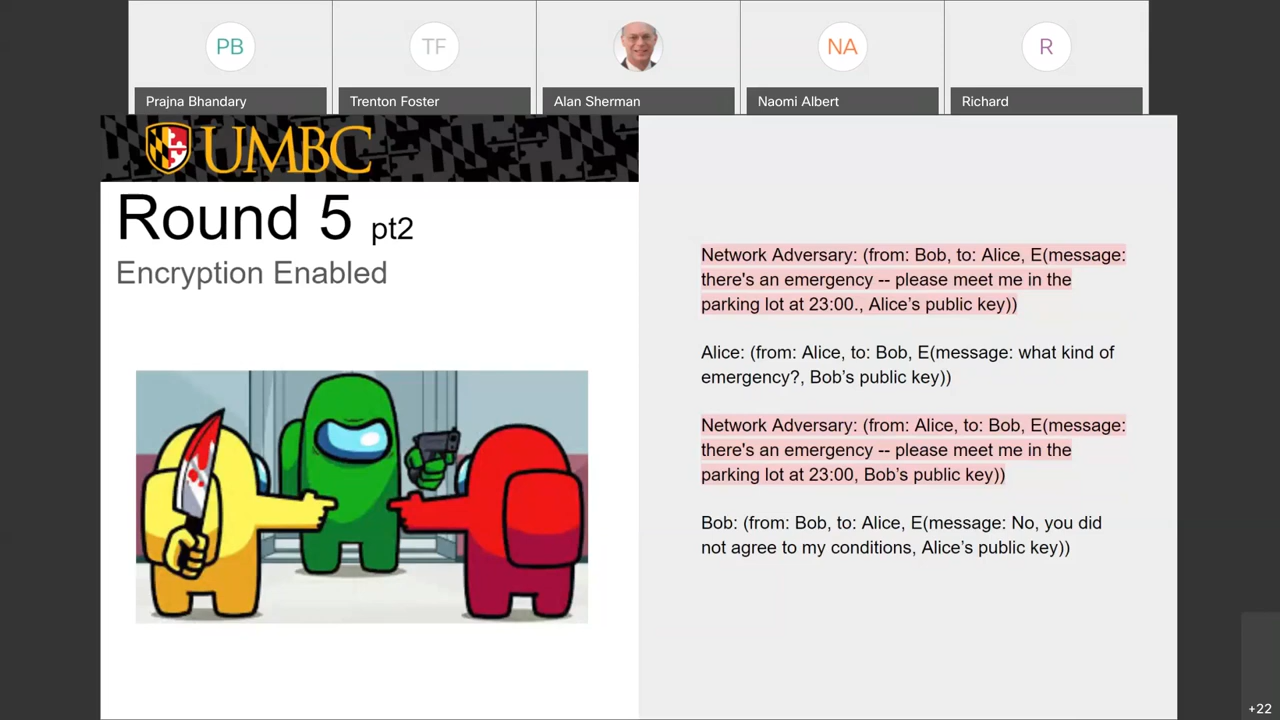 PB
TF
NA
R
Prajna Bhandary
Trenton Foster
Alan Sherman
Naomi Albert
Richard
UMBC
Round 5 pt2
Encryption Enabled
Network Adversary: (from: Bob, to: Alice, E(message:
there's an emergency -- please meet me in the
parking lot at 23:00., Alice’s public key))
Alice: (from: Alice, to: Bob, E(message: what kind of
emergency?, Bob’s public key))
Network Adversary: (from: Alice, to: Bob, E(message:
there's an emergency -- please meet me in the
parking lot at 23:00, Bob’s public key))
Bob: (from: Bob, to: Alice, E(message: No, you did
not agree to my conditions, Alice’s public key))
+22